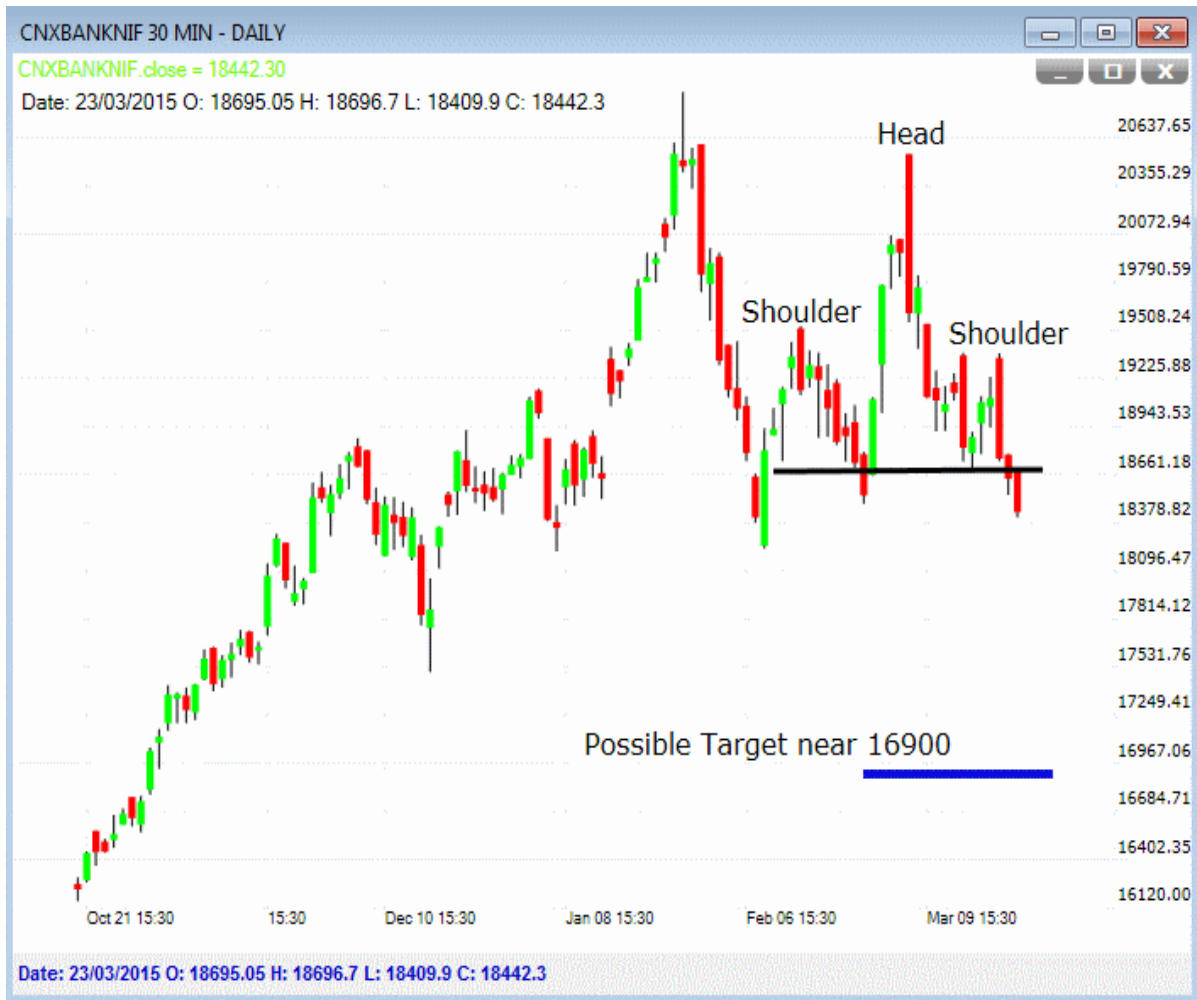 CNXBANKNIF 30 MIN - DAILY
CNXBANKNIF.close = 18442.30
Date: 23/03/2015 O: 18695.05 H: 18696.7 L: 18409.9 C: 18442.3
Head
Shoulder
Shoulder
Possible Target near 16900
20637.65
20355.29
20072.94
19790.59
19508.24
19225.88
18943.53
18661.18
18378.82
18096.47
17814.12
17531.76
17249.41
16967.06
16684.71
16402.35
16120.00
Oct 21 15:30 15:30 Dec 10 15:30 Jan 08 15:30 Feb 06 15:30 Mar 09 15:30
Date: 23/03/2015 O: 18695.05 H: 18696.7 L: 18409.9 C: 18442.3